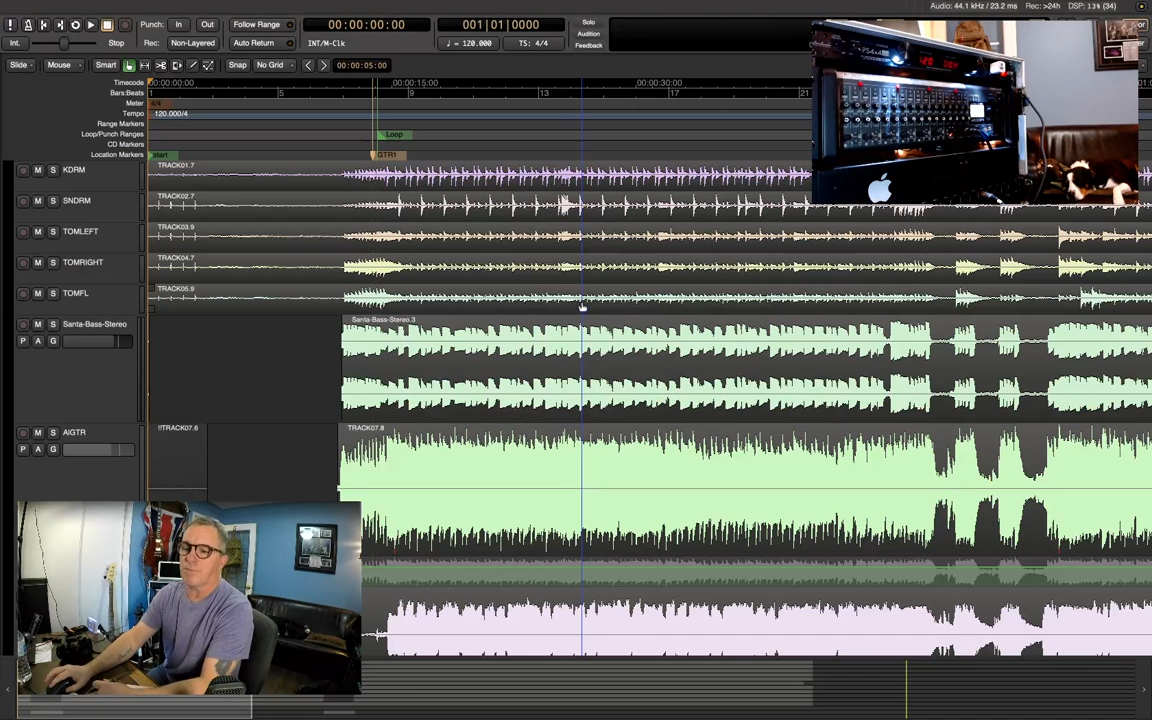 Audio: 44.1 kHz / 23.2 ms Rec: >24h DSP: 13% (34)
Punch: In Out Follow Range 00:00:00:00 001|01|0000 Solo
Audition
Int. Stop Rec: Non-Layered Auto Return INT/M-Clk ♩ = 120.000 TS: 4/4 Feedback
Slide Mouse Smart Snap No Grid 00:00:05:00
Timecode 00:00:00:00 00:00:15:00 00:00:30:00
Bars:Beats 1 5 9 13 17 21
Meter 4/4
Tempo 120.000/4
Range Markers
Loop/Punch Ranges Loop
CD Markers
Location Markers start GTR1
KDRM TRACK01.7
M S
SNDRM TRACK02.7
M S
TOMLEFT TRACK03.9
M S
TOMRIGHT TRACK04.7
M S
TOMFL TRACK05.9
M S
Santa-Bass-Stereo Santa-Bass-Stereo.3
M S
P A G
AIGTR !!TRACK07.6 TRACK07.8
M S
P A G